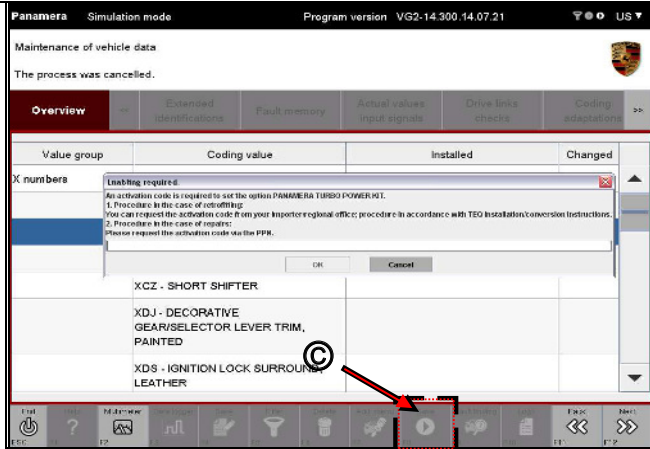 Panamera Simulation mode Program version VG2-14.300.14.07.21 US
Maintenance of vehicle data
The process was cancelled.
Overview
Extended identifications
Fault memory
Actual values input signals
Drive links checks
Coding adaptations
>>
Value group Coding value Installed Changed
X numbers
Enabling required.
An activation code is required to set the option PANAMERA TURBO POWER KIT.
1. Procedure in the case of retrofitting:
You can request the activation code from your importer/regional office; procedure in accordance with TEQ installation/conversion instructions.
2. Procedure in the case of repairs:
Please request the activation code via the PPN.
OK Cancel
XCZ - SHORT SHIFTER
XDJ - DECORATIVE
GEAR/SELECTOR LEVER TRIM,
PAINTED
XDS - IGNITION LOCK SURROUND,
LEATHER
©
Multimeter Next
ESC F2 F11 F12